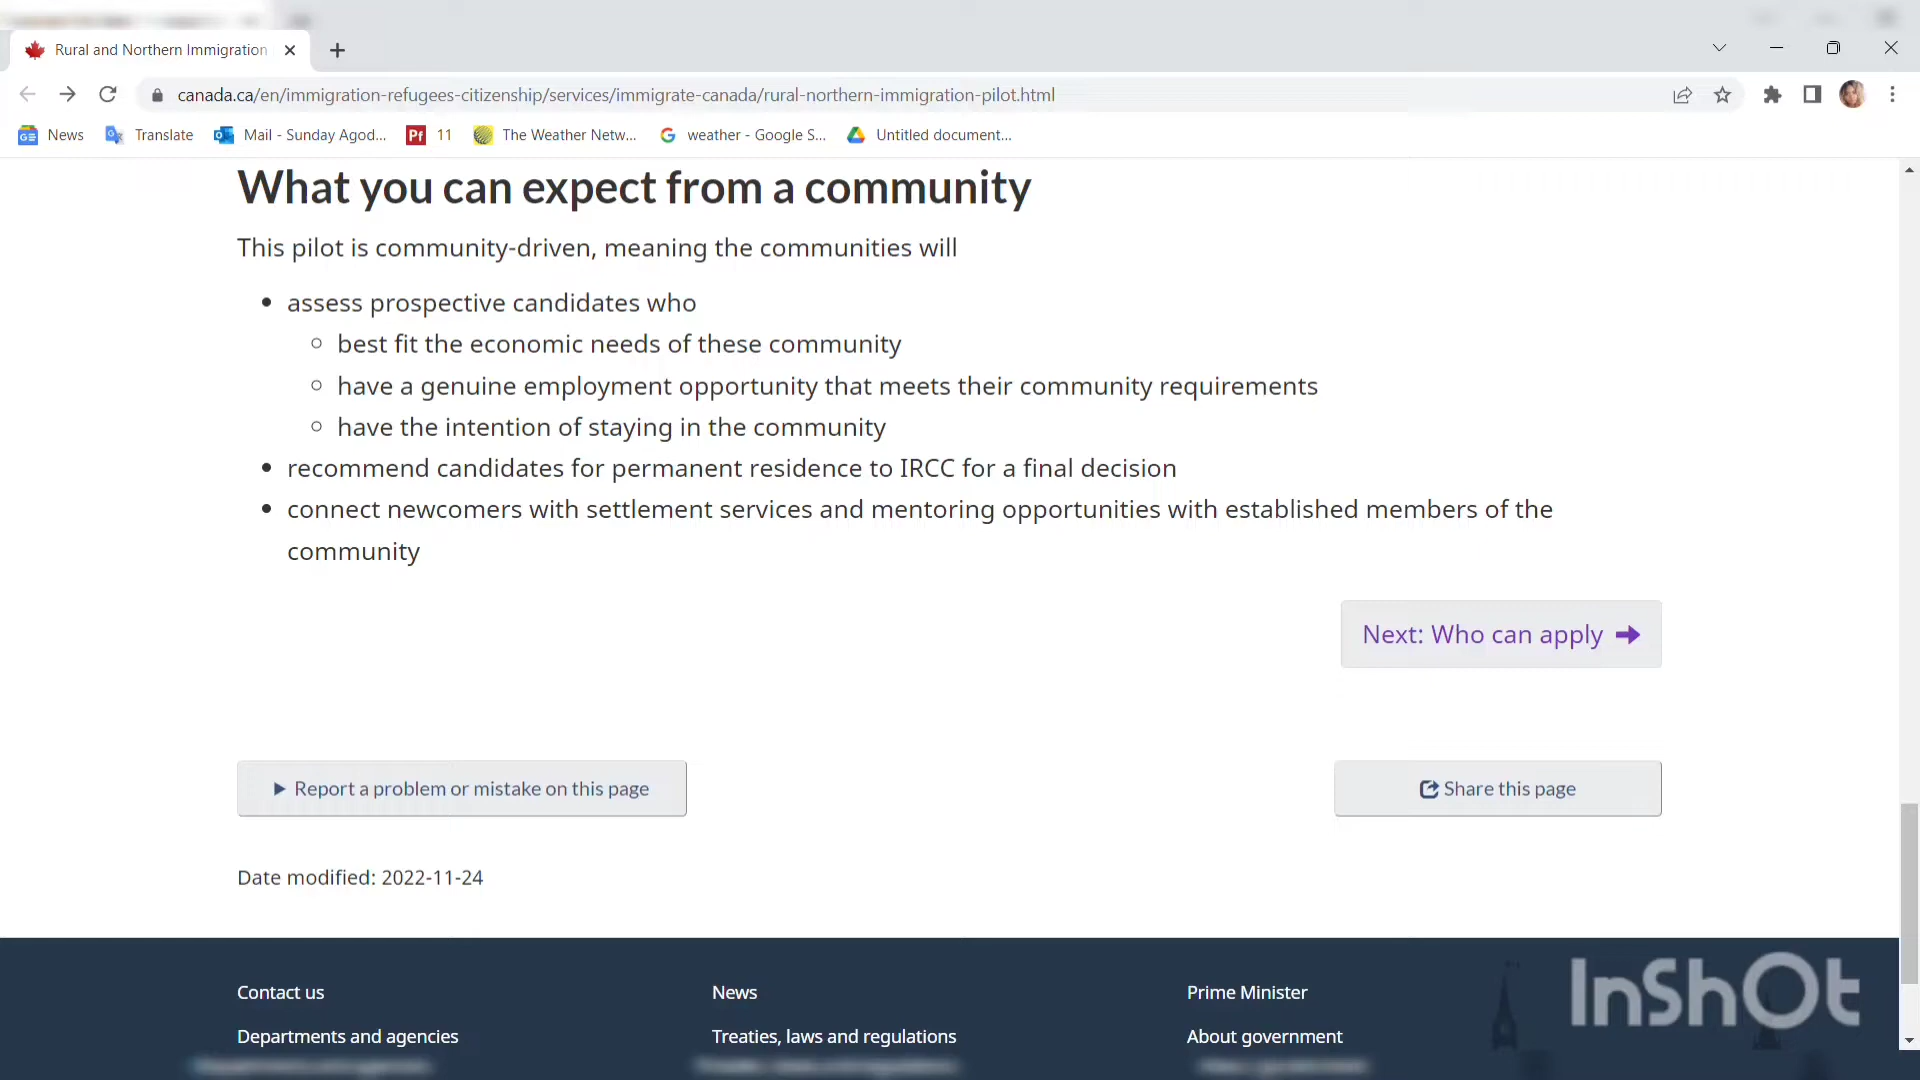 Rural and Northern Immigration
canada.ca/en/immigration-refugees-citizenship/services/immigrate-canada/rural-northern-immigration-pilot.html
News Translate Mail - Sunday Agod... Pf 11 The Weather Netw... weather - Google S... Untitled document...
What you can expect from a community
This pilot is community-driven, meaning the communities will
assess prospective candidates who
best fit the economic needs of these community
have a genuine employment opportunity that meets their community requirements
have the intention of staying in the community
recommend candidates for permanent residence to IRCC for a final decision
connect newcomers with settlement services and mentoring opportunities with established members of the
community
Next: Who can apply
Report a problem or mistake on this page
Share this page
Date modified: 2022-11-24
Contact us News Prime Minister
Departments and agencies Treaties, laws and regulations About government
InShOt